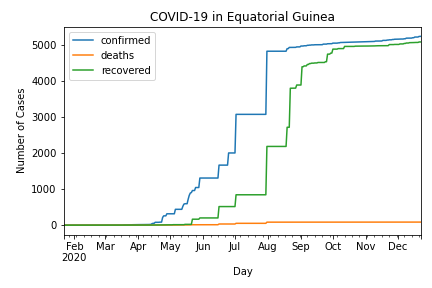 COVID-19 in Equatorial Guinea
confirmed
deaths
recovered
Number of Cases
5000
4000
3000
2000
1000
0
Feb Mar Apr May Jun Jul Aug Sep Oct Nov Dec
2020
Day